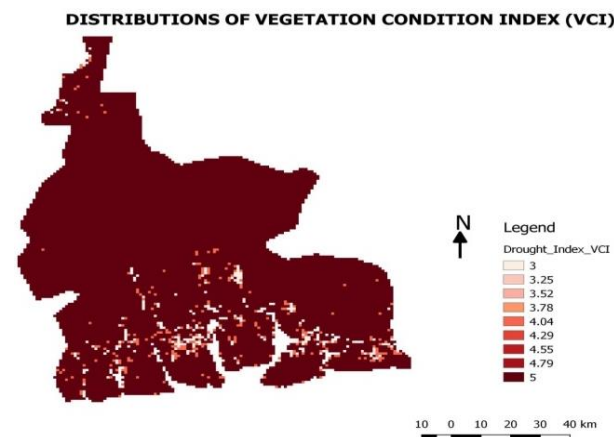 DISTRIBUTIONS OF VEGETATION CONDITION INDEX (VCI)
N
Legend
Drought_Index_VCI
3
3.25
3.52
3.78
4.04
4.29
4.55
4.79
5
10 0 10 20 30 40 km